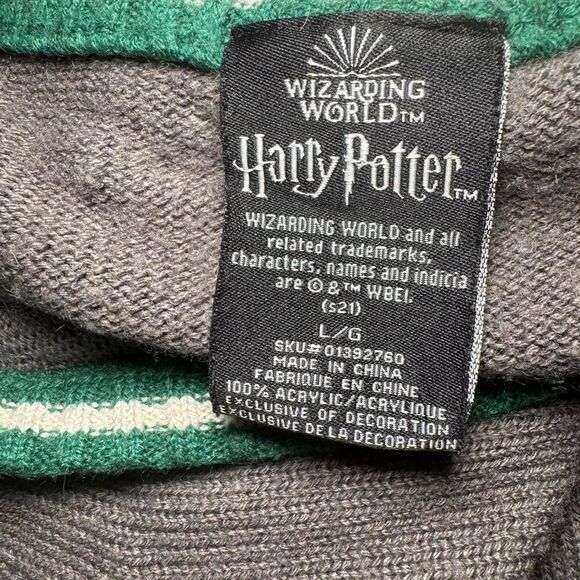 WIZARDING
WORLD™
Harry Potter™
WIZARDING WORLD and all
related trademarks,
characters, names and indicia
are © & ™ WBEI.
(s21)
L/G
SKU# 01392760
MADE IN CHINA
FABRIQUE EN CHINE
100% ACRYLIC/ACRYLIQUE
EXCLUSIVE OF DECORATION
EXCLUSIVE DE LA DECORATION